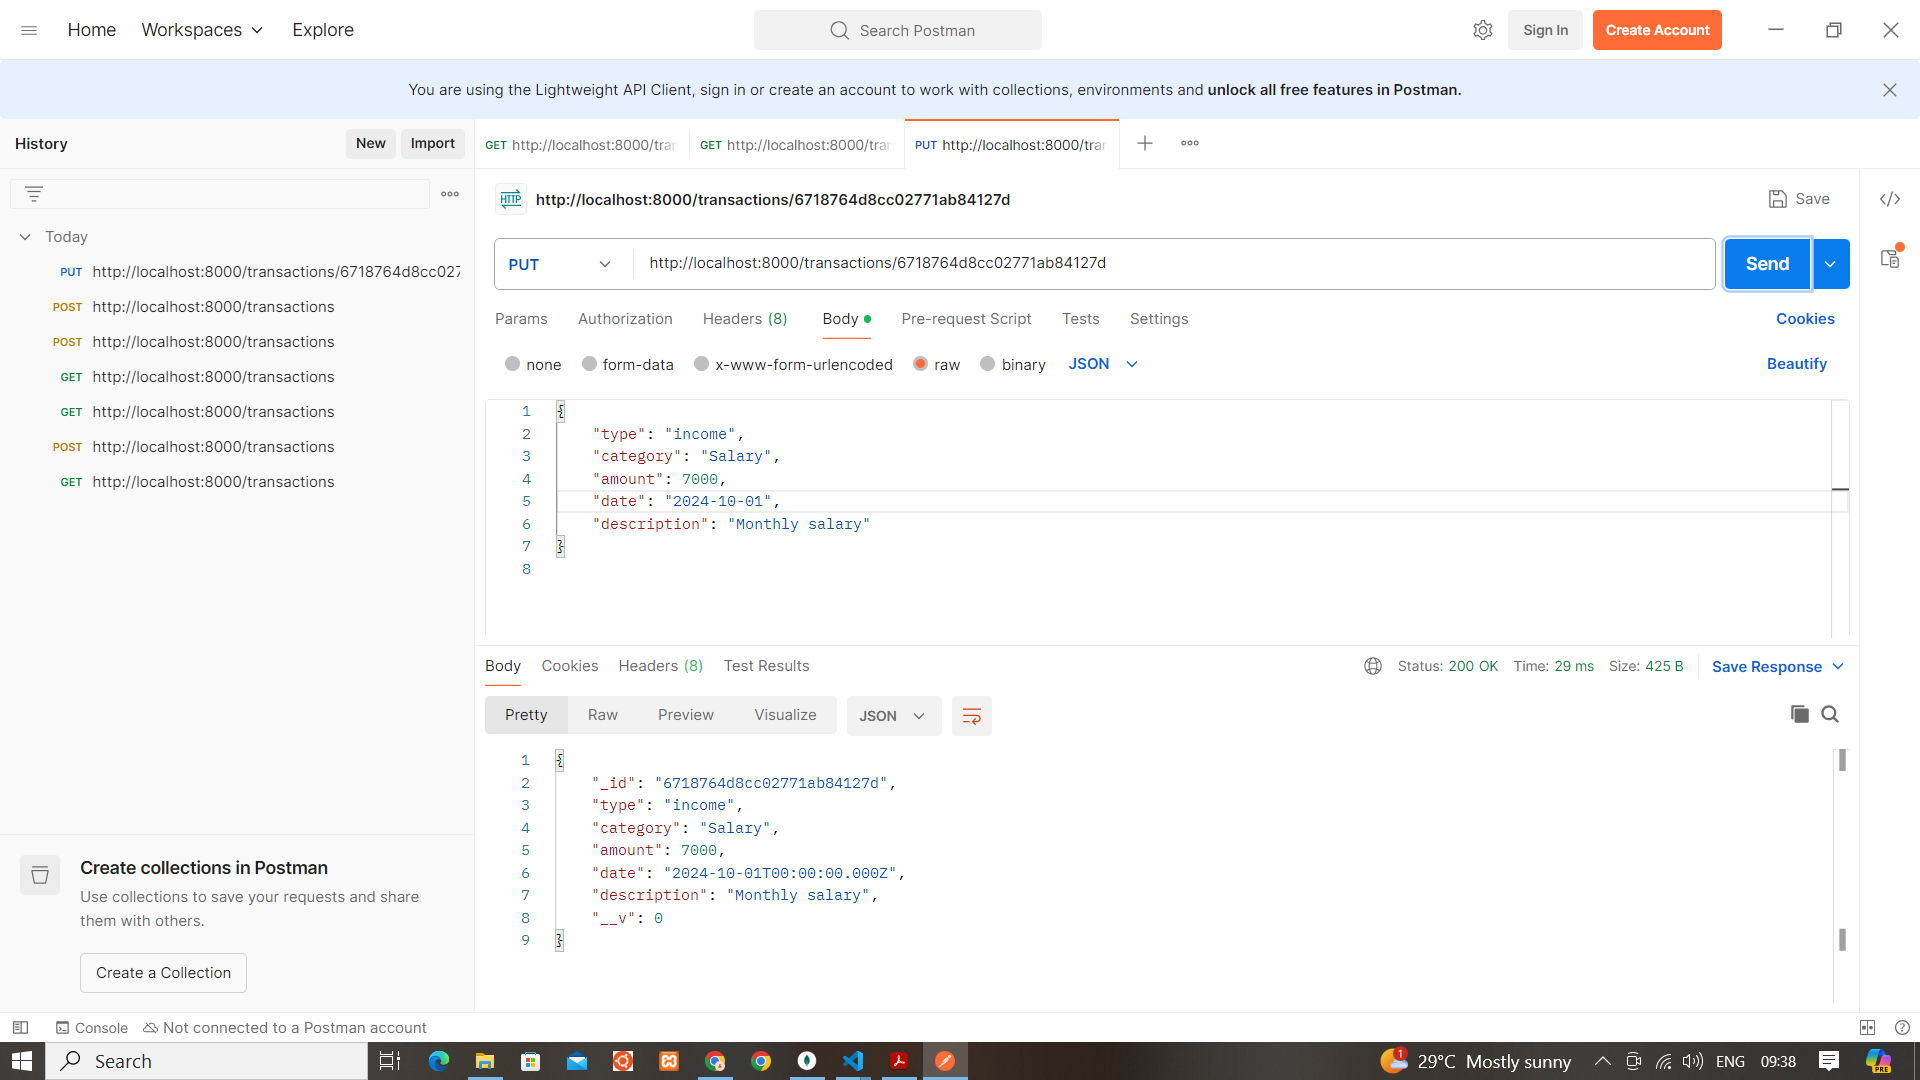 Home Workspaces Explore Search Postman Sign In Create Account
You are using the Lightweight API Client, sign in or create an account to work with collections, environments and unlock all free features in Postman.
History New Import
GET http://localhost:8000/tran GET http://localhost:8000/tran PUT http://localhost:8000/tran
Today
PUT http://localhost:8000/transactions/6718764d8cc027
POST http://localhost:8000/transactions
POST http://localhost:8000/transactions
GET http://localhost:8000/transactions
GET http://localhost:8000/transactions
POST http://localhost:8000/transactions
GET http://localhost:8000/transactions
Create collections in Postman
Use collections to save your requests and share
them with others.
Create a Collection
HTTP http://localhost:8000/transactions/6718764d8cc02771ab84127d Save
PUT http://localhost:8000/transactions/6718764d8cc02771ab84127d Send
Params Authorization Headers (8) Body Pre-request Script Tests Settings Cookies
none form-data x-www-form-urlencoded raw binary JSON Beautify
1 {
2 "type": "income",
3 "category": "Salary",
4 "amount": 7000,
5 "date": "2024-10-01",
6 "description": "Monthly salary"
7 }
8
Body Cookies Headers (8) Test Results Status: 200 OK Time: 29 ms Size: 425 B Save Response
Pretty Raw Preview Visualize JSON
1 {
2 "_id": "6718764d8cc02771ab84127d",
3 "type": "income",
4 "category": "Salary",
5 "amount": 7000,
6 "date": "2024-10-01T00:00:00.000Z",
7 "description": "Monthly salary",
8 "__v": 0
9 }
Console Not connected to a Postman account
Search 1 29°C Mostly sunny ENG 09:38 PRE